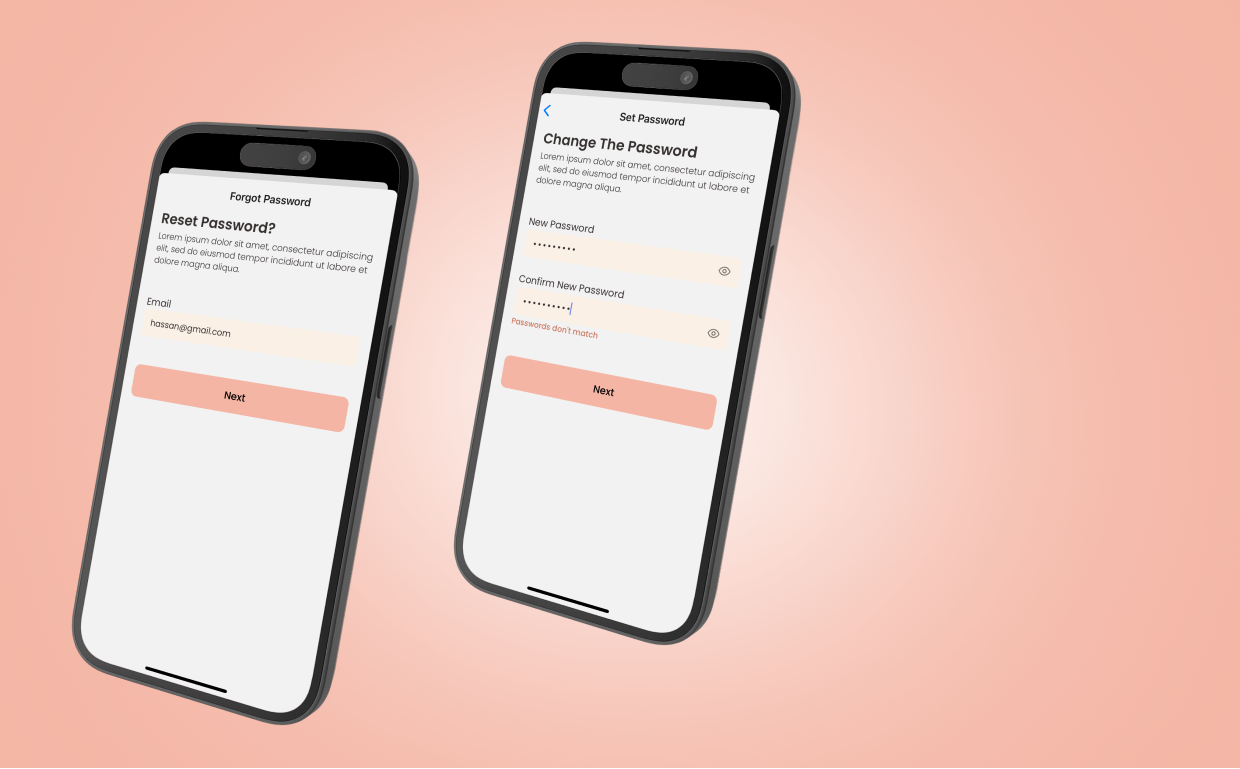 Forgot Password
Reset Password?
Lorem ipsum dolor sit amet, consectetur adipiscing
elit, sed do eiusmod tempor incididunt ut labore et
dolore magna aliqua.
Email
hassan@gmail.com
Next
Set Password
Change The Password
Lorem ipsum dolor sit amet, consectetur adipiscing
elit, sed do eiusmod tempor incididunt ut labore et
dolore magna aliqua.
New Password
•••••••••
Confirm New Password
••••••••••
Passwords don't match
Next